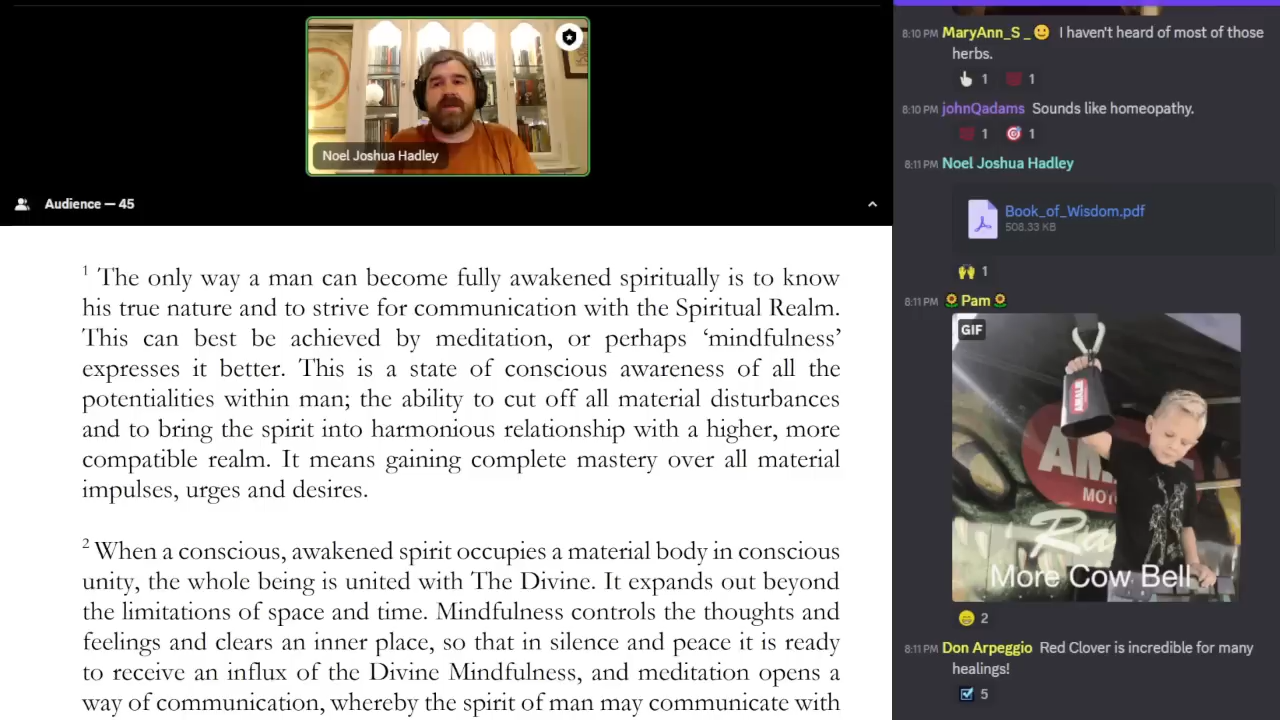 Noel Joshua Hadley
Audience — 45
1 The only way a man can become fully awakened spiritually is to know
his true nature and to strive for communication with the Spiritual Realm.
This can best be achieved by meditation, or perhaps ‘mindfulness’
expresses it better. This is a state of conscious awareness of all the
potentialities within man; the ability to cut off all material disturbances
and to bring the spirit into harmonious relationship with a higher, more
compatible realm. It means gaining complete mastery over all material
impulses, urges and desires.
2 When a conscious, awakened spirit occupies a material body in conscious
unity, the whole being is united with The Divine. It expands out beyond
the limitations of space and time. Mindfulness controls the thoughts and
feelings and clears an inner place, so that in silence and peace it is ready
to receive an influx of the Divine Mindfulness, and meditation opens a
way of communication, whereby the spirit of man may communicate with
8:10 PM MaryAnn_S _ 🙂 I haven't heard of most of those
herbs.
1 1
8:10 PM johnQadams Sounds like homeopathy.
1 1
8:11 PM Noel Joshua Hadley
Book_of_Wisdom.pdf
508.33 KB
1
8:11 PM 🌻 Pam 🌻
GIF
More Cow Bell
2
8:11 PM Don Arpeggio Red Clover is incredible for many
healings!
5